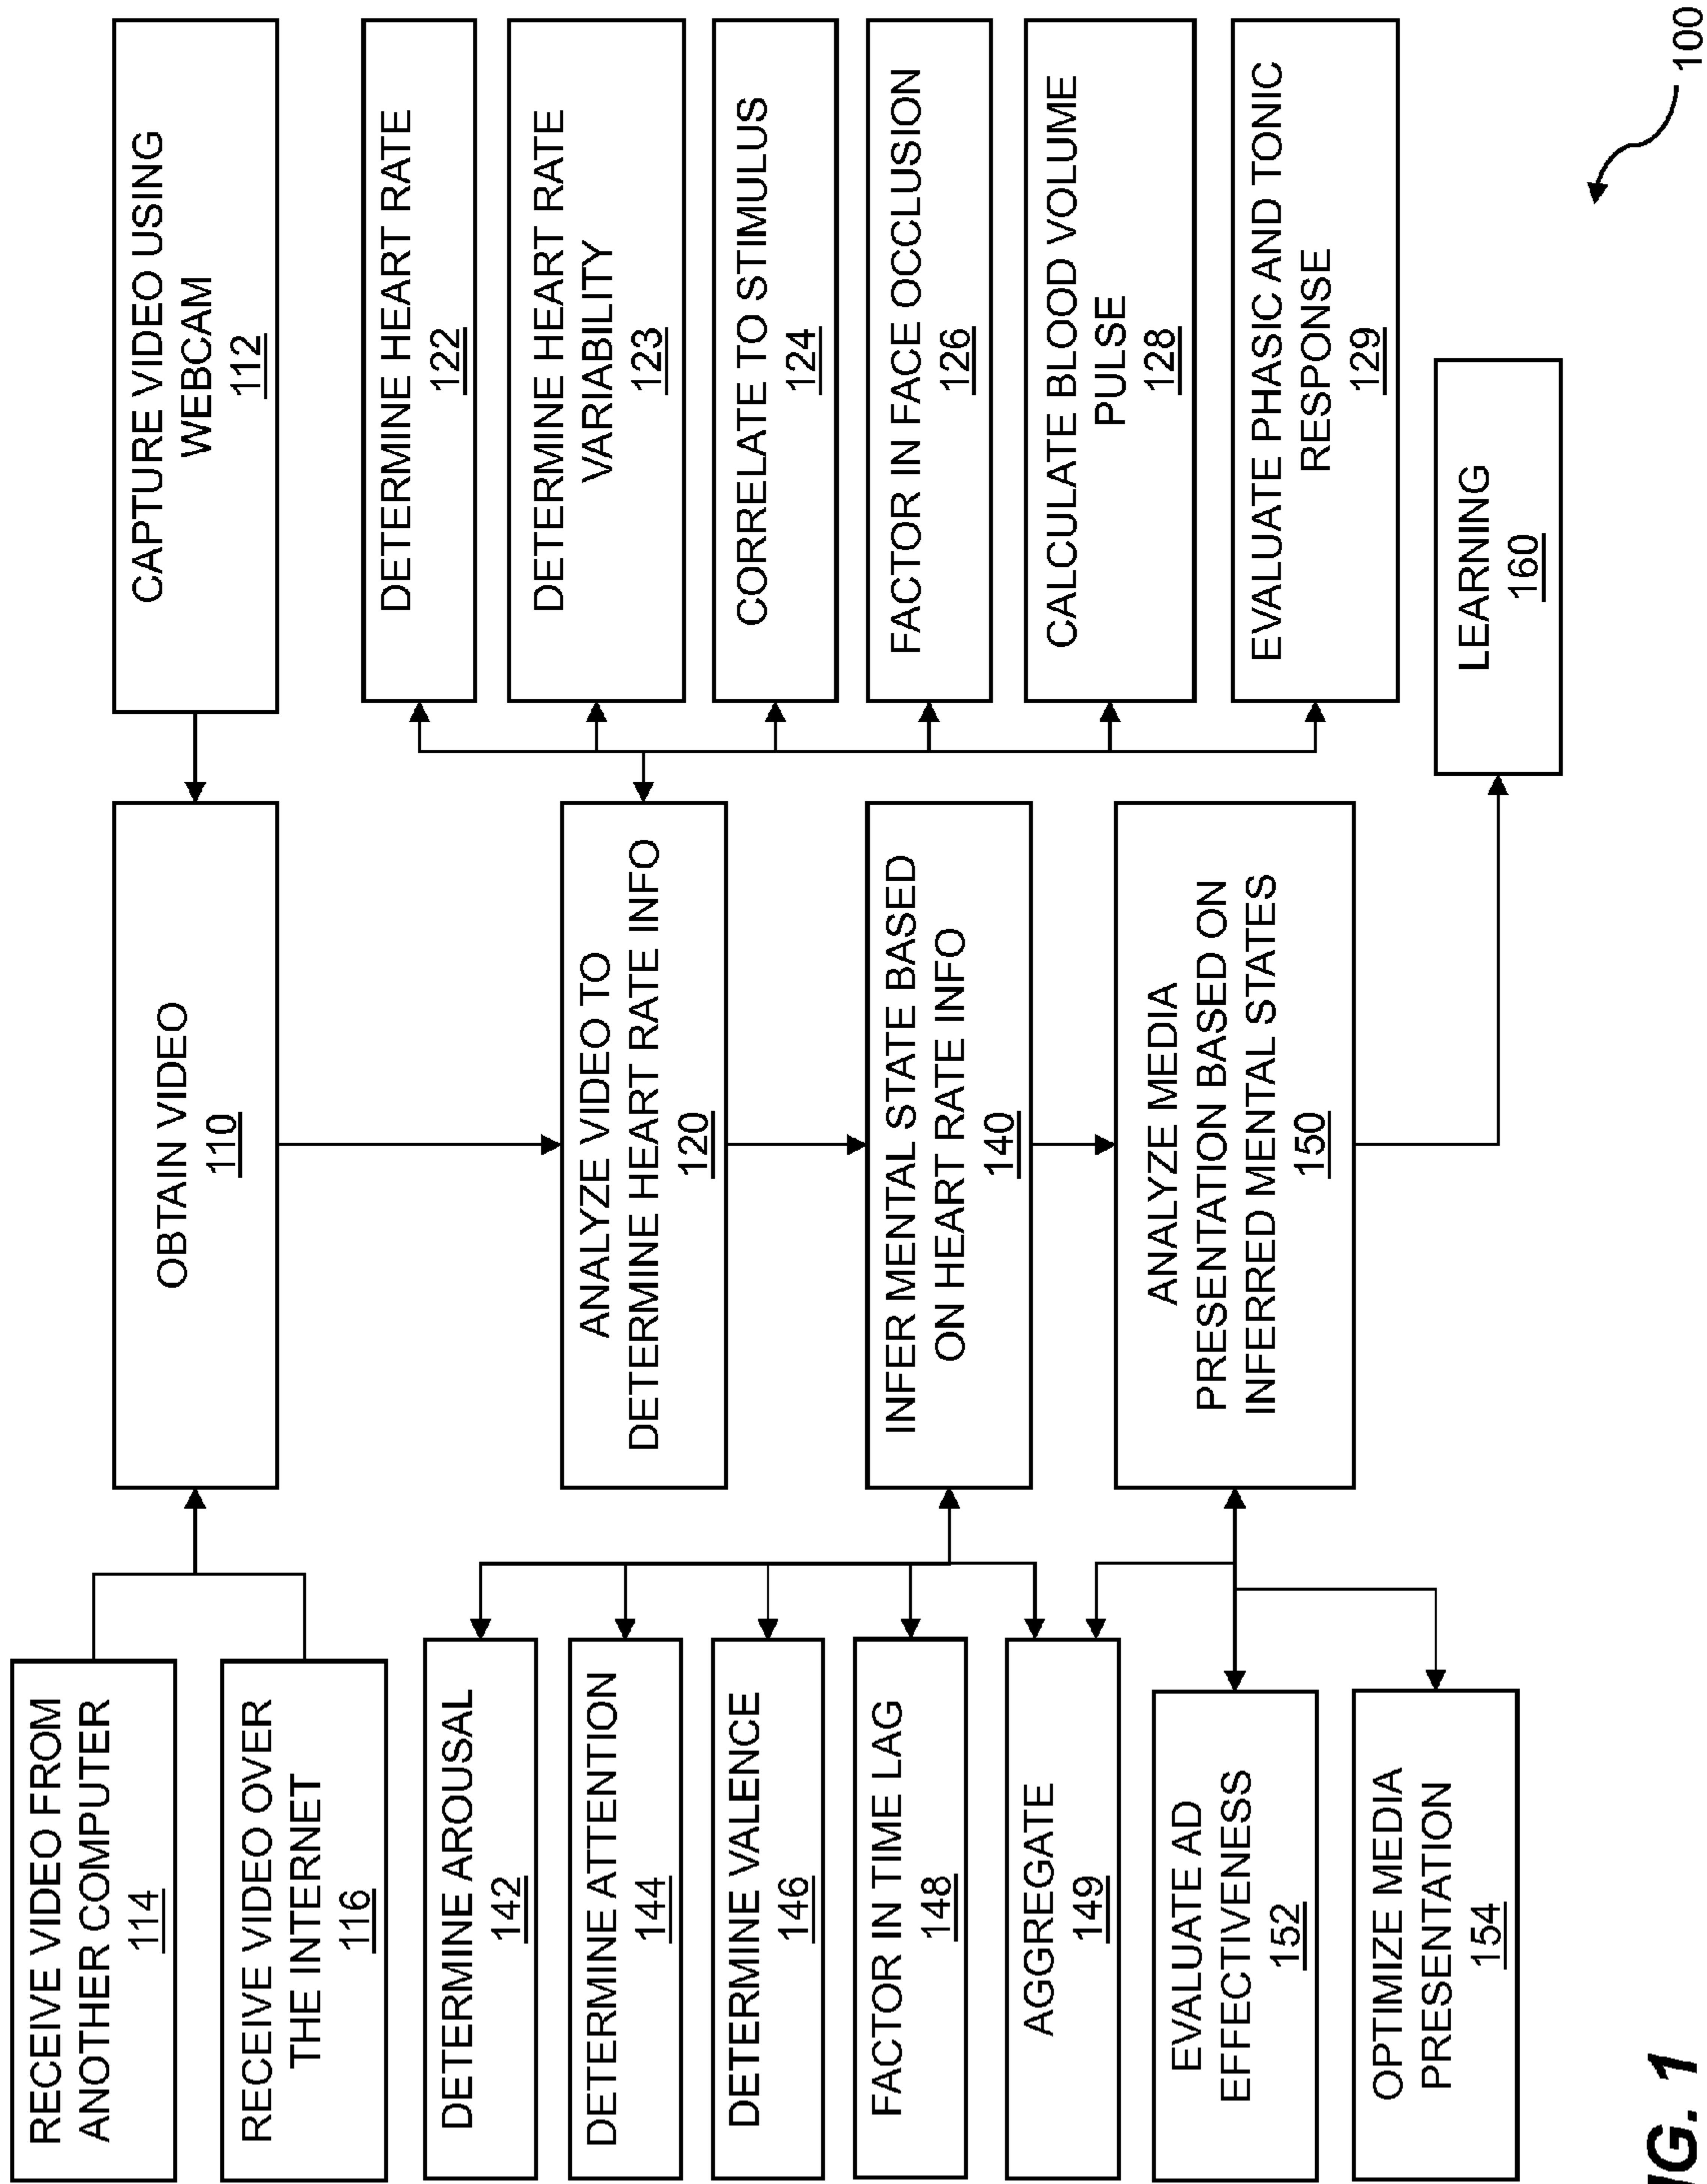 RECEIVE VIDEO FROM
ANOTHER COMPUTER
114
RECEIVE VIDEO OVER
THE INTERNET
116
OBTAIN VIDEO
110
CAPTURE VIDEO USING
WEBCAM
112
ANALYZE VIDEO TO
DETERMINE HEART RATE INFO
120
DETERMINE HEART RATE
122
DETERMINE HEART RATE
VARIABILITY
123
CORRELATE TO STIMULUS
124
FACTOR IN FACE OCCLUSION
126
CALCULATE BLOOD VOLUME
PULSE
128
EVALUATE PHASIC AND TONIC
RESPONSE
129
DETERMINE AROUSAL
142
DETERMINE ATTENTION
144
DETERMINE VALENCE
146
FACTOR IN TIME LAG
148
AGGREGATE
149
INFER MENTAL STATE BASED
ON HEART RATE INFO
140
ANALYZE MEDIA
PRESENTATION BASED ON
INFERRED MENTAL STATES
150
EVALUATE AD
EFFECTIVENESS
152
OPTIMIZE MEDIA
PRESENTATION
154
LEARNING
160
100
IG. 1